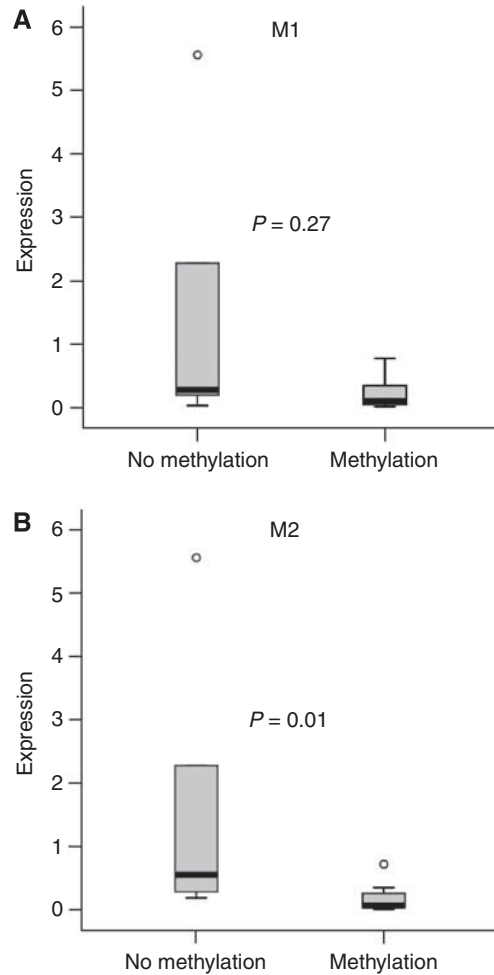 A
M1
6
5
4
3
2
1
0
Expression
P = 0.27
No methylation
Methylation
B
M2
6
5
4
3
2
1
0
Expression
P = 0.01
No methylation
Methylation